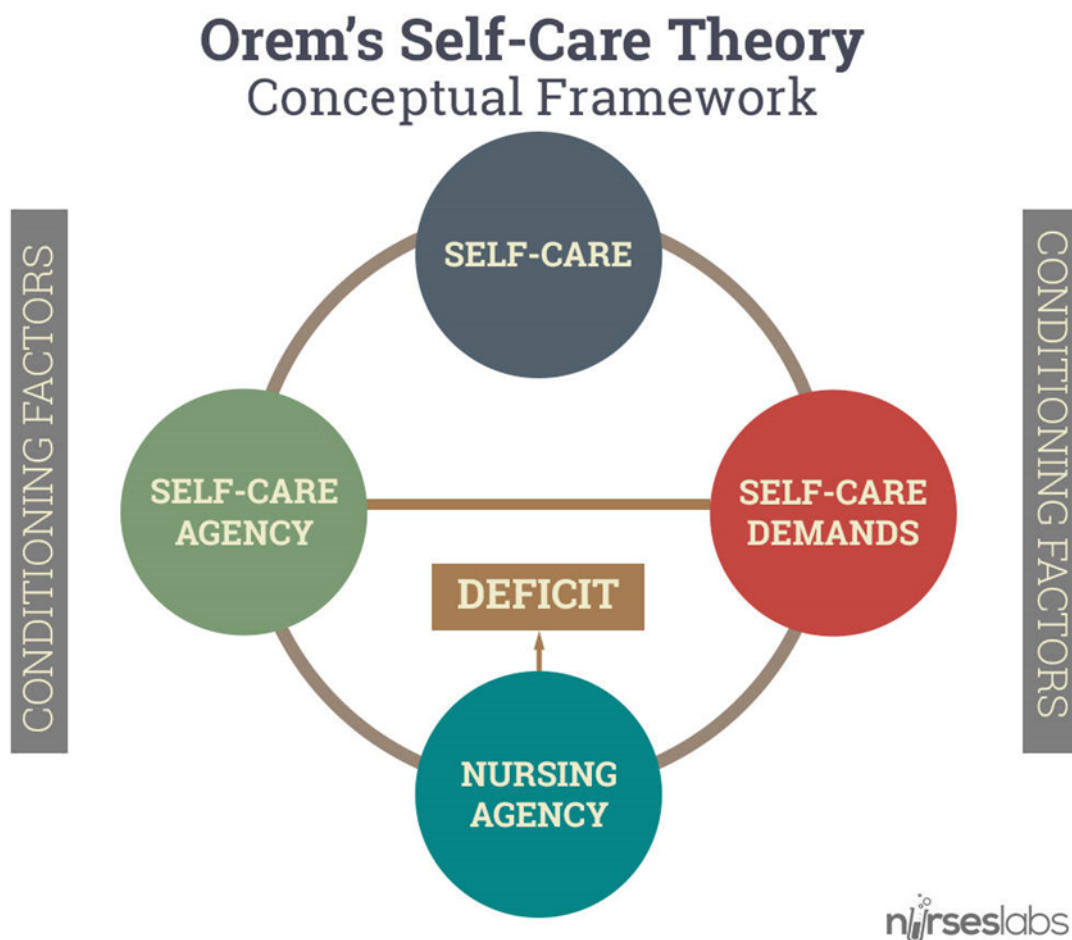 Orem’s Self-Care Theory
Conceptual Framework
CONDITIONING FACTORS
SELF-CARE
SELF-CARE
AGENCY
SELF-CARE
DEMANDS
DEFICIT
NURSING
AGENCY
CONDITIONING FACTORS
nurseslabs